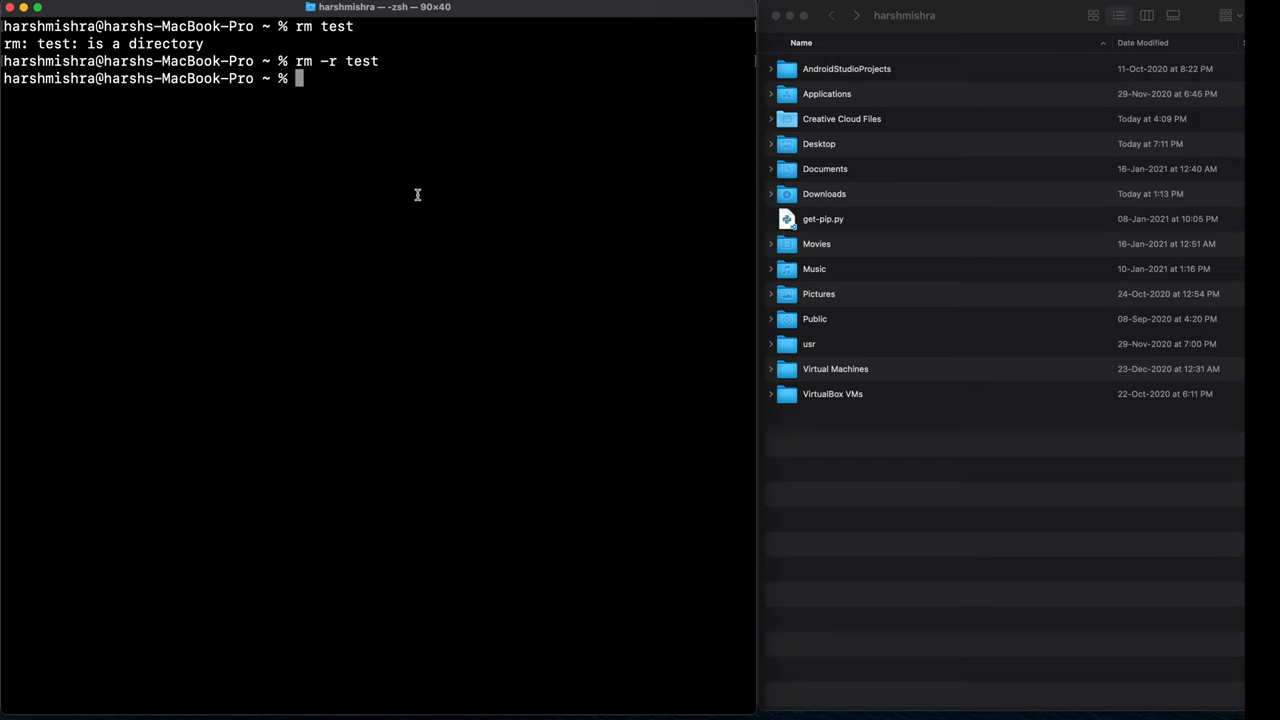 harshmishra — -zsh — 90×40
harshmishra@harshs-MacBook-Pro ~ % rm test
rm: test: is a directory
harshmishra@harshs-MacBook-Pro ~ % rm -r test
harshmishra@harshs-MacBook-Pro ~ %
harshmishra
Name Date Modified
AndroidStudioProjects 11-Oct-2020 at 8:22 PM
Applications 29-Nov-2020 at 6:45 PM
Creative Cloud Files Today at 4:09 PM
Desktop Today at 7:11 PM
Documents 16-Jan-2021 at 12:40 AM
Downloads Today at 1:13 PM
get-pip.py 08-Jan-2021 at 10:05 PM
Movies 16-Jan-2021 at 12:51 AM
Music 10-Jan-2021 at 1:16 PM
Pictures 24-Oct-2020 at 12:54 PM
Public 08-Sep-2020 at 4:20 PM
usr 29-Nov-2020 at 7:00 PM
Virtual Machines 23-Dec-2020 at 12:31 AM
VirtualBox VMs 22-Oct-2020 at 6:11 PM